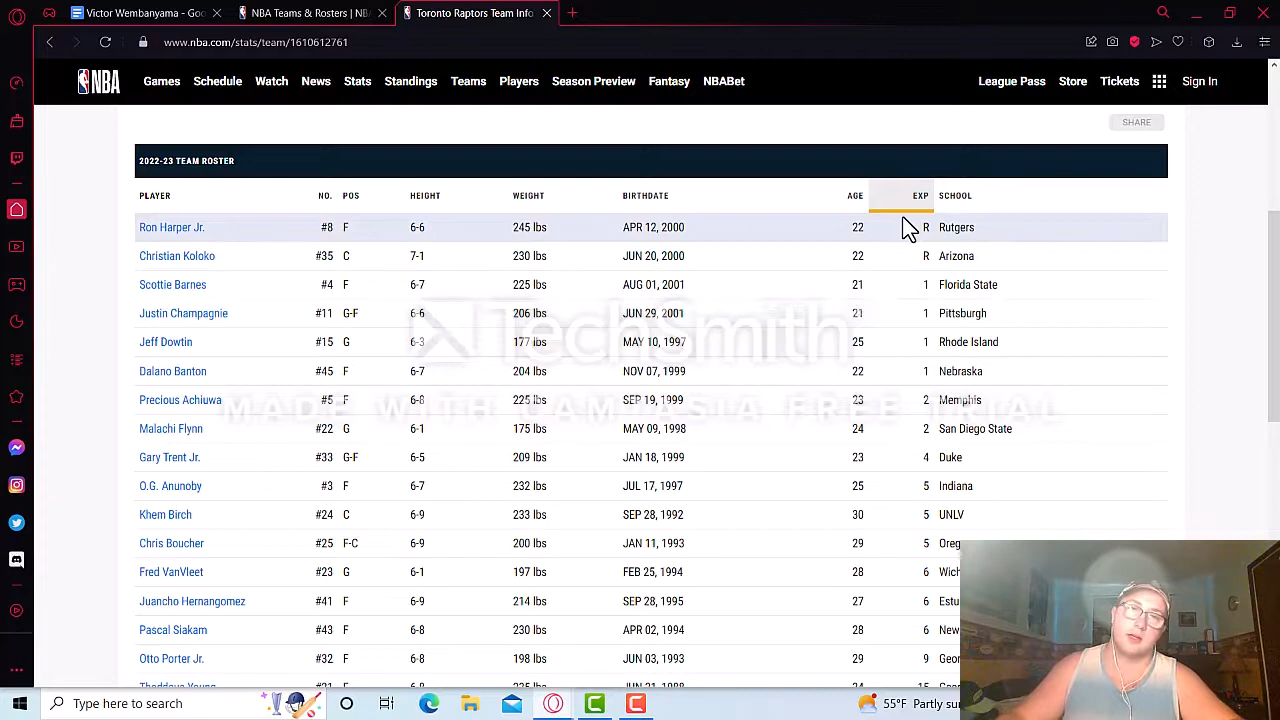 Victor Wembanyama - Goo
NBA Teams & Rosters | NB
Toronto Raptors Team Info
www.nba.com/stats/team/1610612761
NBA Games Schedule Watch News Stats Standings Teams Players Season Preview Fantasy NBABet League Pass Store Tickets Sign In
SHARE
2022-23 TEAM ROSTER
PLAYER NO. POS HEIGHT WEIGHT BIRTHDATE AGE EXP SCHOOL
Ron Harper Jr. #8 F 6-6 245 lbs APR 12, 2000 22 R Rutgers
Christian Koloko #35 C 7-1 230 lbs JUN 20, 2000 22 R Arizona
Scottie Barnes #4 F 6-7 225 lbs AUG 01, 2001 21 1 Florida State
Justin Champagnie #11 G-F 6-6 206 lbs JUN 29, 2001 21 1 Pittsburgh
Jeff Dowtin #15 G 6-3 177 lbs MAY 10, 1997 25 1 Rhode Island
Dalano Banton #45 F 6-7 204 lbs NOV 07, 1999 22 1 Nebraska
Precious Achiuwa #5 F 6-8 225 lbs SEP 19, 1999 23 2 Memphis
Malachi Flynn #22 G 6-1 175 lbs MAY 09, 1998 24 2 San Diego State
Gary Trent Jr. #33 G-F 6-5 209 lbs JAN 18, 1999 23 4 Duke
O.G. Anunoby #3 F 6-7 232 lbs JUL 17, 1997 25 5 Indiana
Khem Birch #24 C 6-9 233 lbs SEP 28, 1992 30 5 UNLV
Chris Boucher #25 F-C 6-9 200 lbs JAN 11, 1993 29 5 Oreg
Fred VanVleet #23 G 6-1 197 lbs FEB 25, 1994 28 6 Wich
Juancho Hernangomez #41 F 6-9 214 lbs SEP 28, 1995 27 6 Estu
Pascal Siakam #43 F 6-8 230 lbs APR 02, 1994 28 6 New
Otto Porter Jr. #32 F 6-8 198 lbs JUN 03, 1993 29 9 Geor
TechSmith
MADE WITH CAMTASIA FREE TRIAL
Type here to search
55°F Partly su